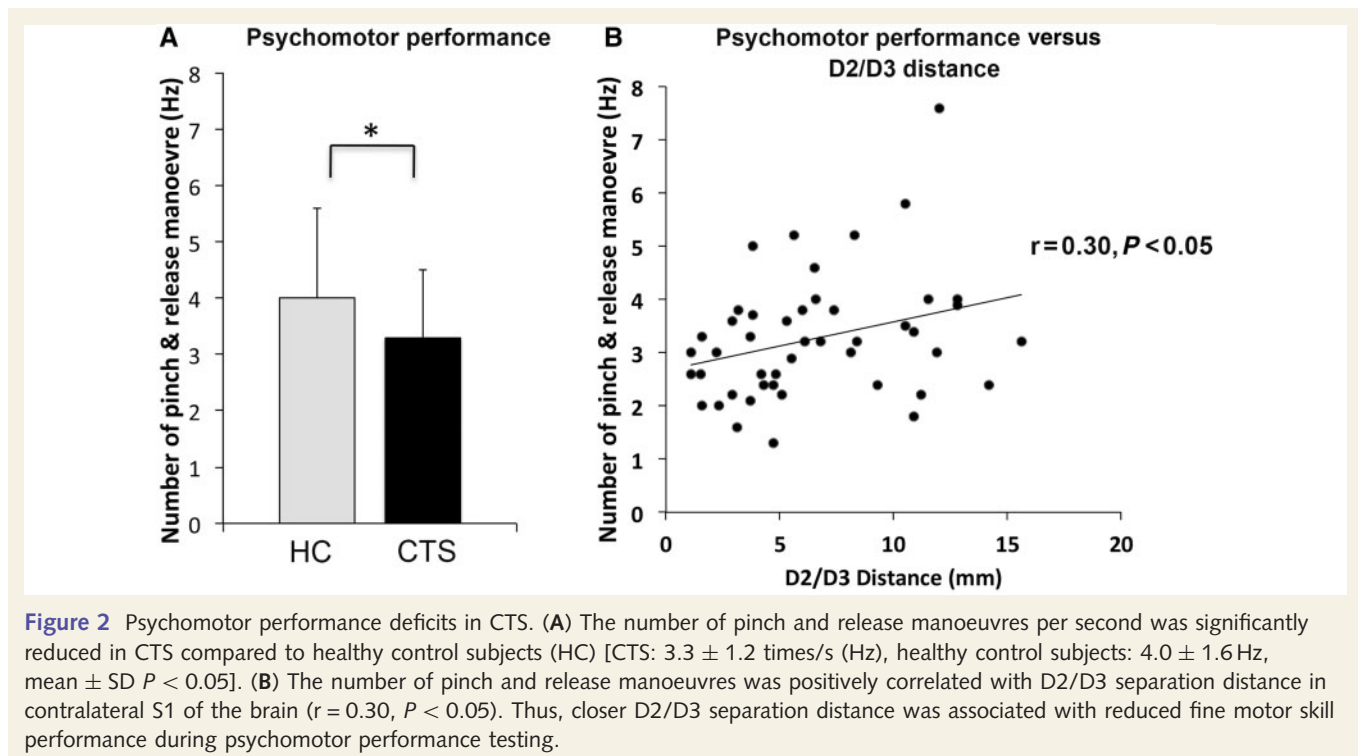 A Psychomotor performance
Number of pinch & release manoevre (Hz)
8
7
6
5
4
3
2
1
0
*
HC CTS
B Psychomotor performance versus
D2/D3 distance
Number of pinch & release manoevre (Hz)
8
7
6
5
4
3
2
1
0
r = 0.30, P < 0.05
0 5 10 15 20
D2/D3 Distance (mm)
Figure 2 Psychomotor performance deficits in CTS. (A) The number of pinch and release manoeuvres per second was significantly
reduced in CTS compared to healthy control subjects (HC) [CTS: 3.3 ± 1.2 times/s (Hz), healthy control subjects: 4.0 ± 1.6 Hz,
mean ± SD P < 0.05]. (B) The number of pinch and release manoeuvres was positively correlated with D2/D3 separation distance in
contralateral S1 of the brain (r = 0.30, P < 0.05). Thus, closer D2/D3 separation distance was associated with reduced fine motor skill
performance during psychomotor performance testing.